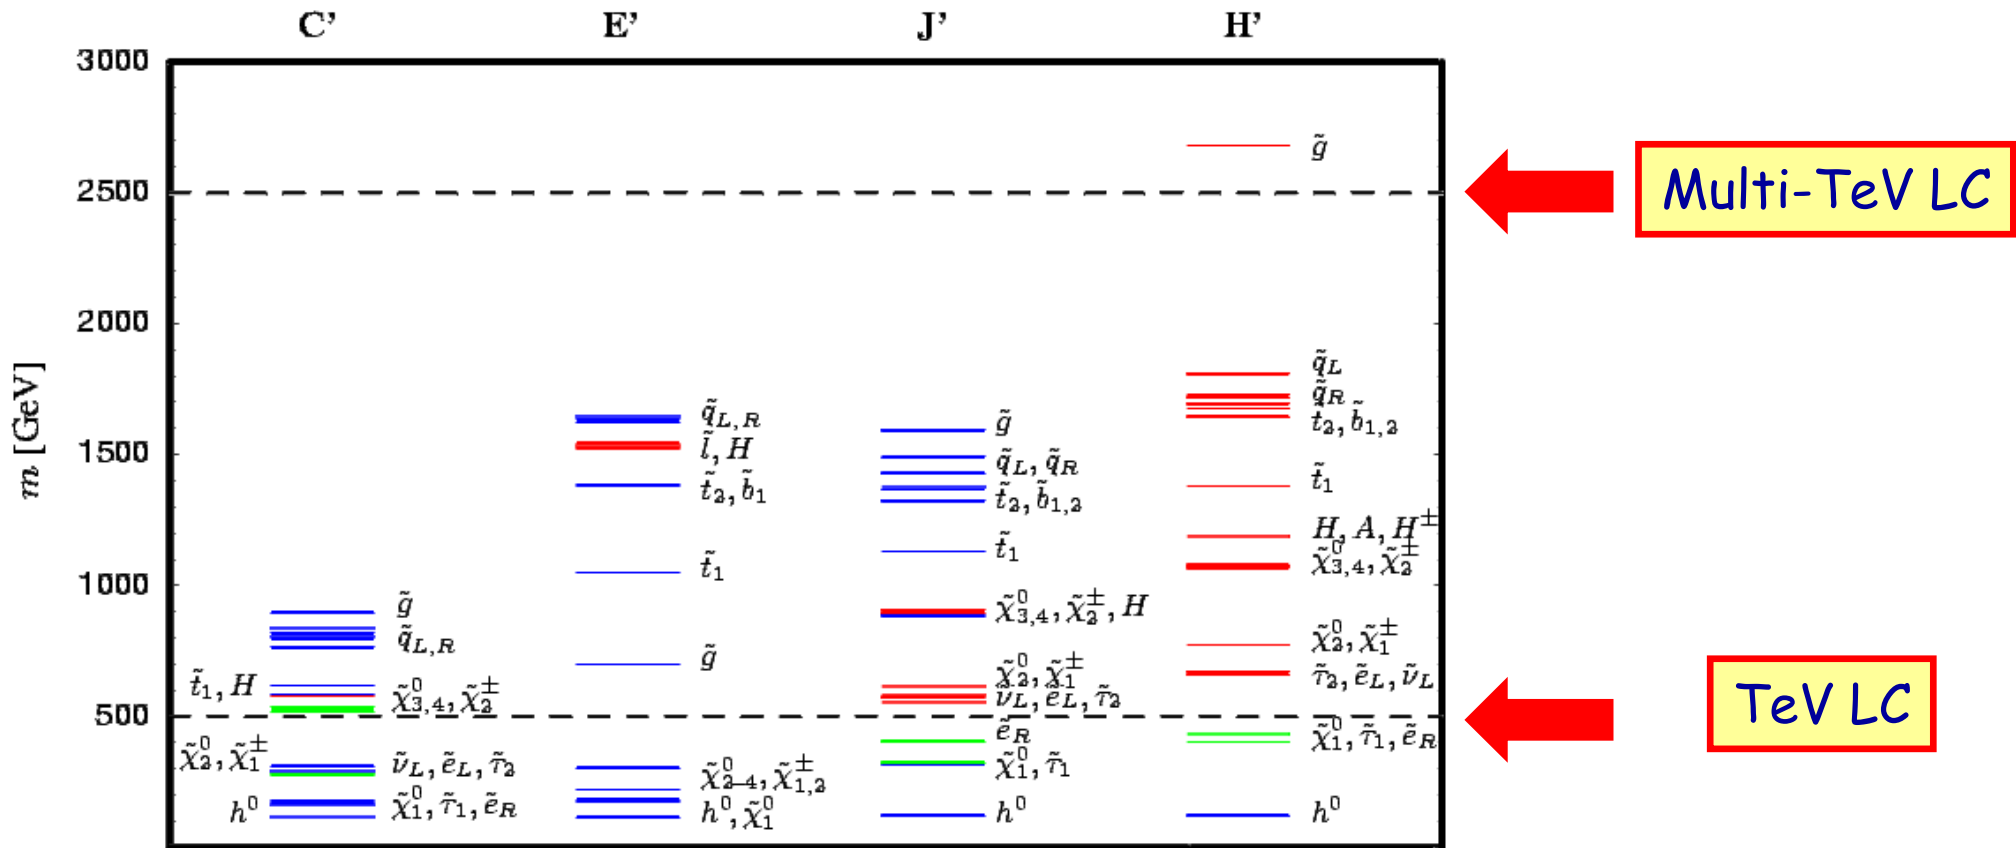 C’ E’ J’ H’
3000
2500
2000
1500
1000
500
m [GeV]
g̃
q̃L,R
t̃1, H
χ̃⁰3,4, χ̃±2
χ̃⁰2, χ̃±1
ν̃L, ẽL, τ̃2
h⁰
χ̃⁰1, τ̃1, ẽR
q̃L,R
l̃, H
t̃2, b̃1
t̃1
g̃
χ̃⁰2–4, χ̃±1,2
h⁰, χ̃⁰1
g̃
q̃L, q̃R
t̃2, b̃1,2
t̃1
χ̃⁰3,4, χ̃±2, H
χ̃⁰2, χ̃±1
ν̃L, ẽL, τ̃2
ẽR
χ̃⁰1, τ̃1
h⁰
g̃
q̃L
q̃R
t̃2, b̃1,2
t̃1
H, A, H±
χ̃⁰3,4, χ̃±2
χ̃⁰2, χ̃±1
τ̃2, ẽL, ν̃L
χ̃⁰1, τ̃1, ẽR
h⁰
Multi-TeV LC
TeV LC